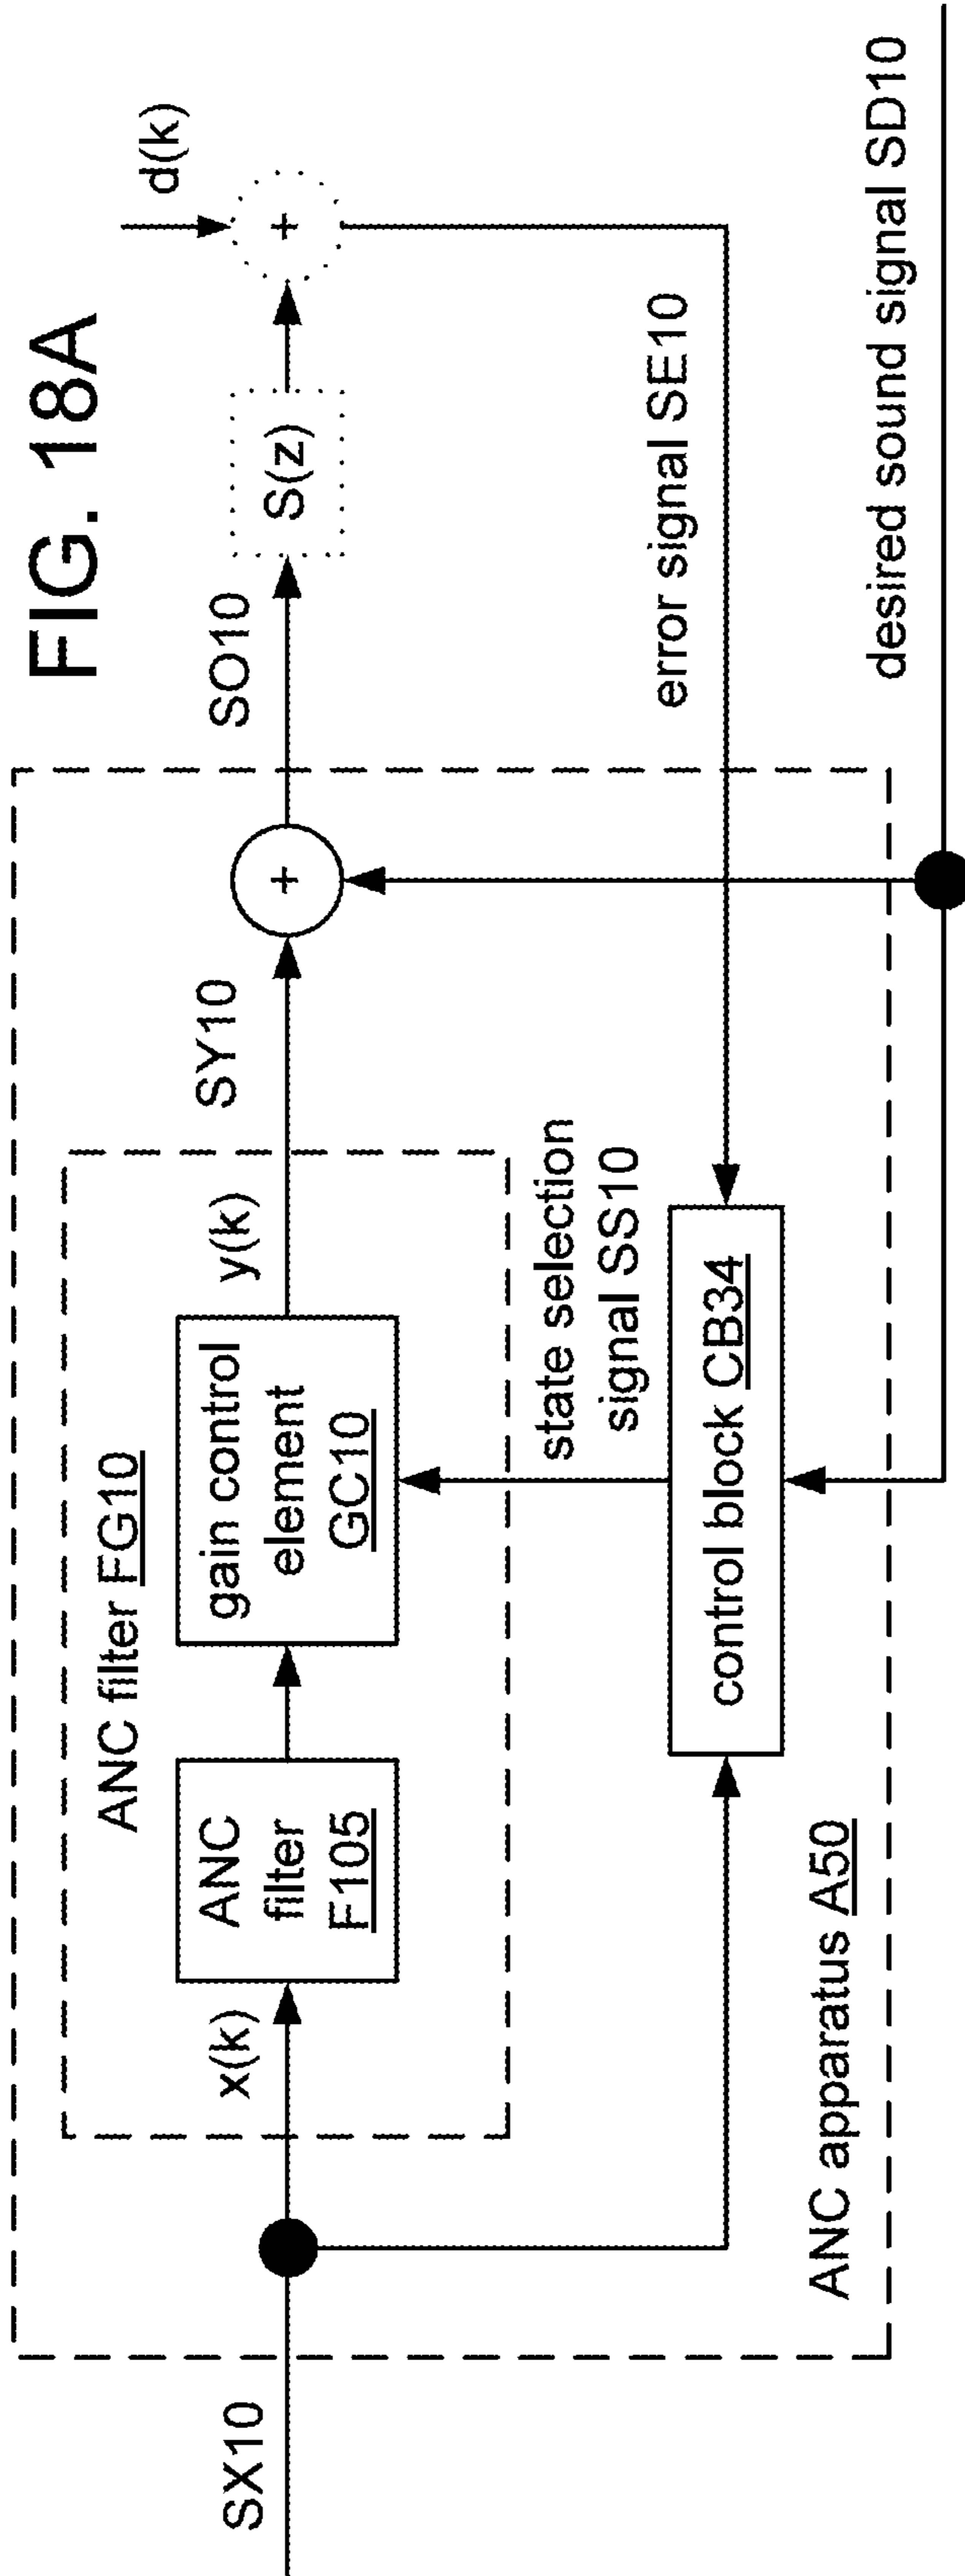 FIG. 18A
SX10
x(k)
ANC filter FG10
ANC
filter
F105
gain control
element
GC10
y(k)
SY10
SO10
S(z)
d(k)
+
+
state selection
signal SS10
error signal SE10
control block CB34
ANC apparatus A50
desired sound signal SD10